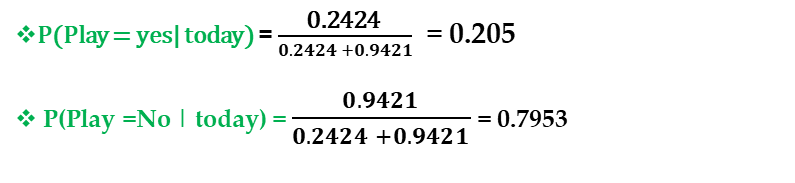 ❖P(Play = yes| today) = 0.2424 / 0.2424 +0.9421 = 0.205
❖ P(Play =No | today) = 0.9421 / 0.2424 +0.9421 = 0.7953